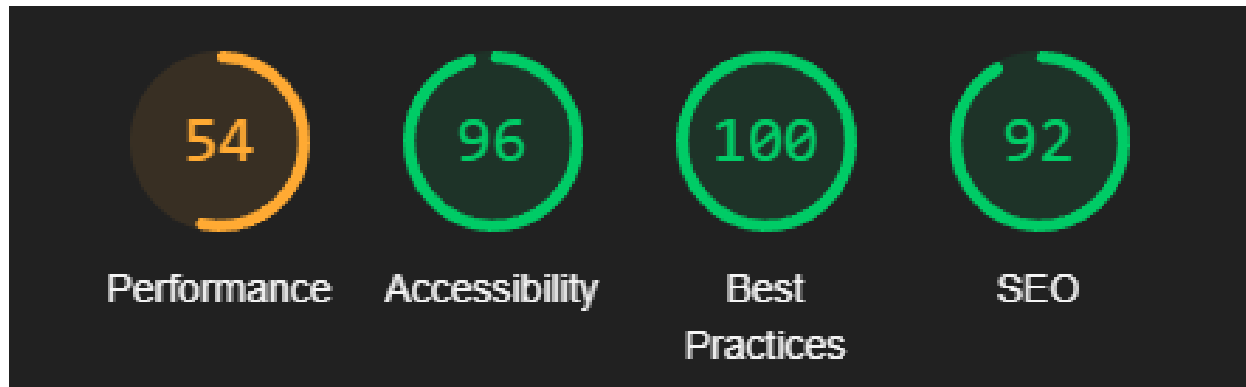 54
96
100
92
Performance
Accessibility
Best
Practices
SEO